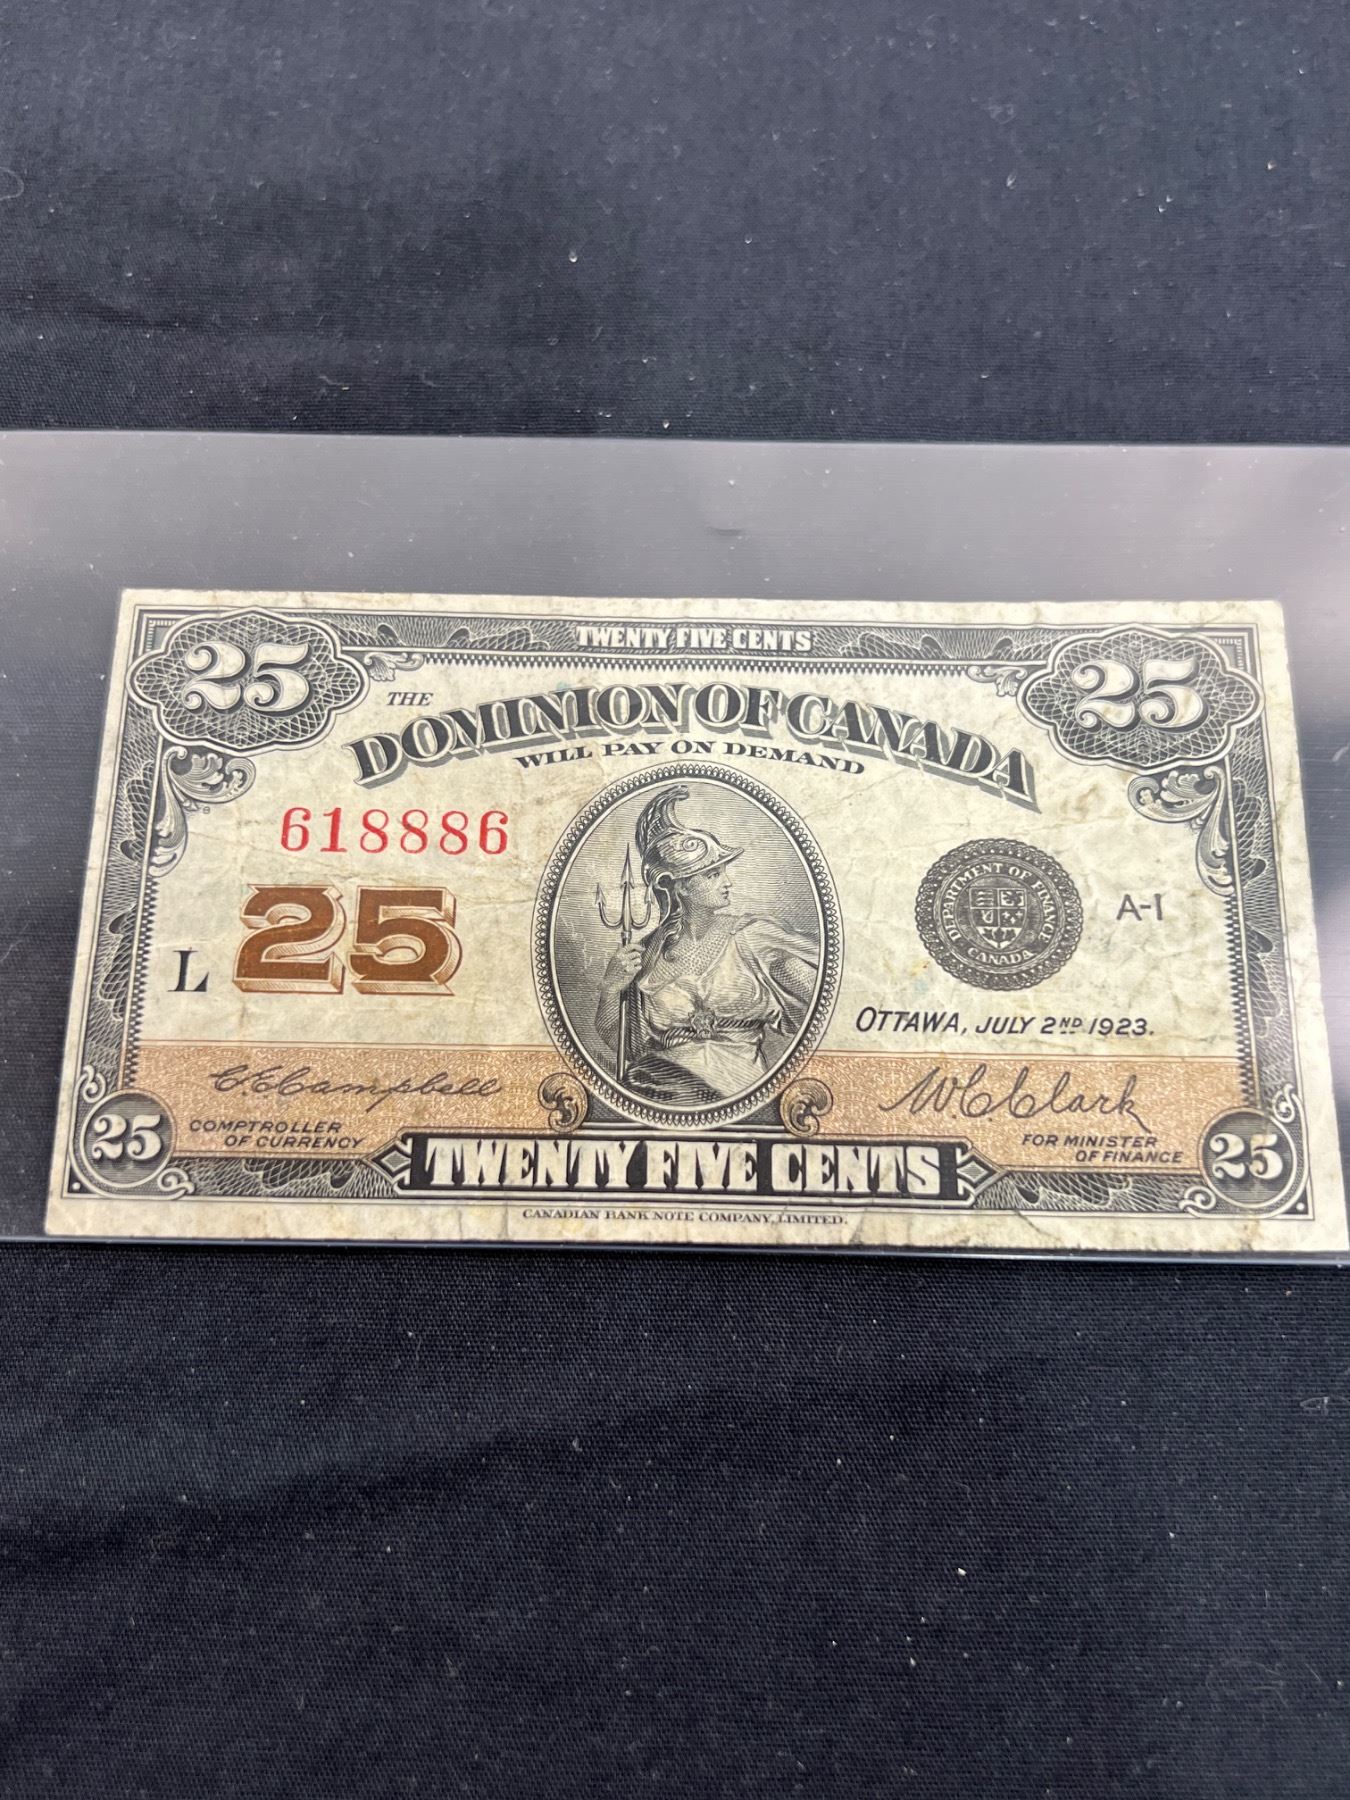 TWENTY FIVE CENTS
25 25
THE
DOMINION OF CANADA
WILL PAY ON DEMAND
618886
L 25
DEPARTMENT OF FINANCE
CANADA
A-1
OTTAWA, JULY 2ND 1923.
C E Campbell
COMPTROLLER
OF CURRENCY
W C Clark
FOR MINISTER
OF FINANCE
25 TWENTY FIVE CENTS 25
CANADIAN BANK NOTE COMPANY, LIMITED.